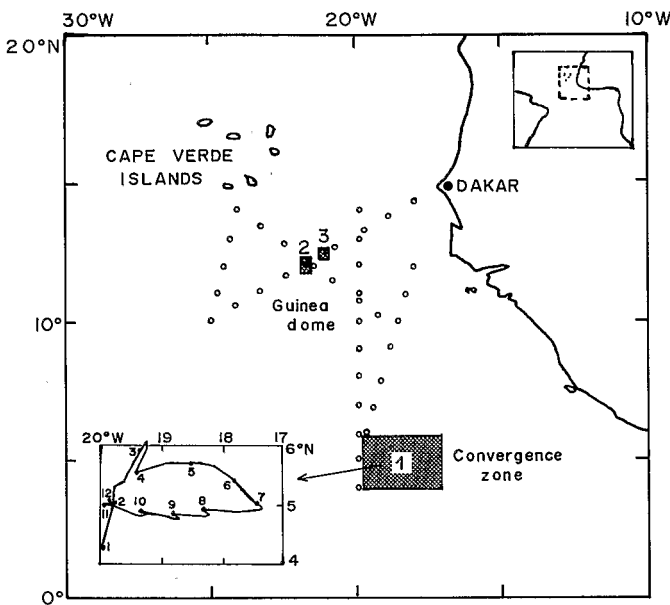 30°W 20°W 10°W
20°N
CAPE VERDE
ISLANDS
DAKAR
2 3
Guinea
dome
10°
1
Convergence
zone
20°W 19 18 17
6°N
5
4
3
4
5
6
7
8
9
10
12
2
11
1
0°